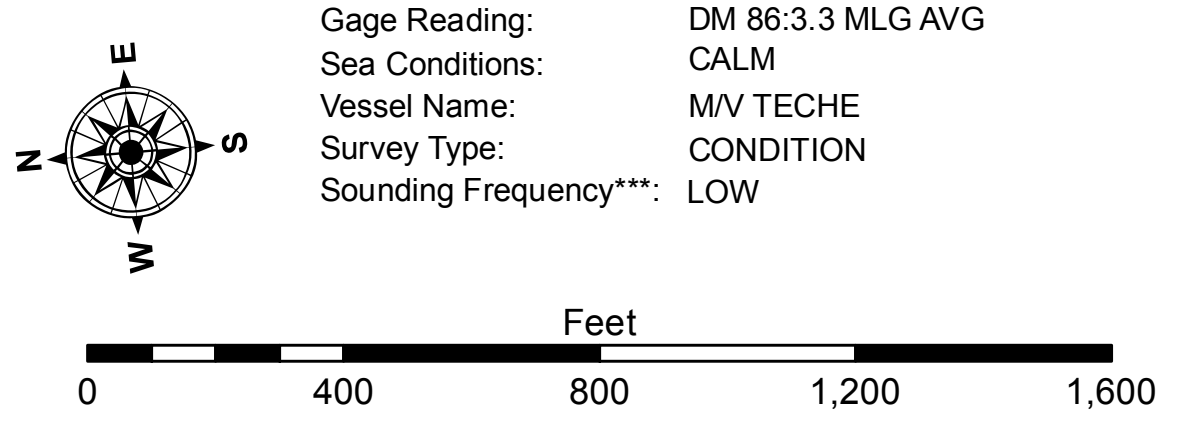 E
N
S
W
Gage Reading: DM 86:3.3 MLG AVG
Sea Conditions: CALM
Vessel Name: M/V TECHE
Survey Type: CONDITION
Sounding Frequency***: LOW
Feet
0 400 800 1,200 1,600